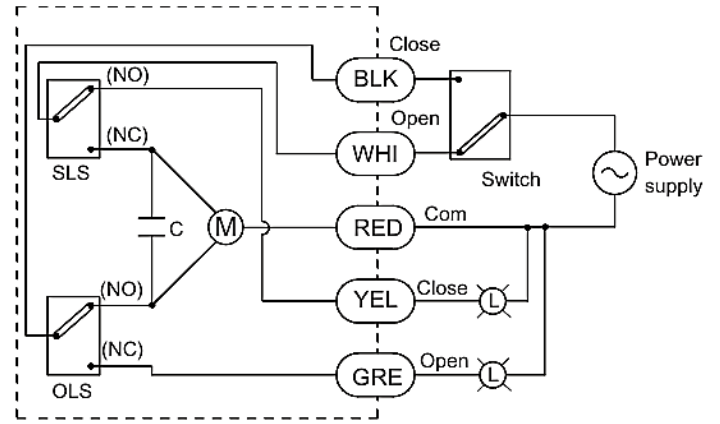 Close
(NO)
BLK
Open
(NC)
WHI
SLS
Switch
Power
supply
C
M
RED
Com
(NO)
YEL
Close
L
(NC)
GRE
Open
L
OLS